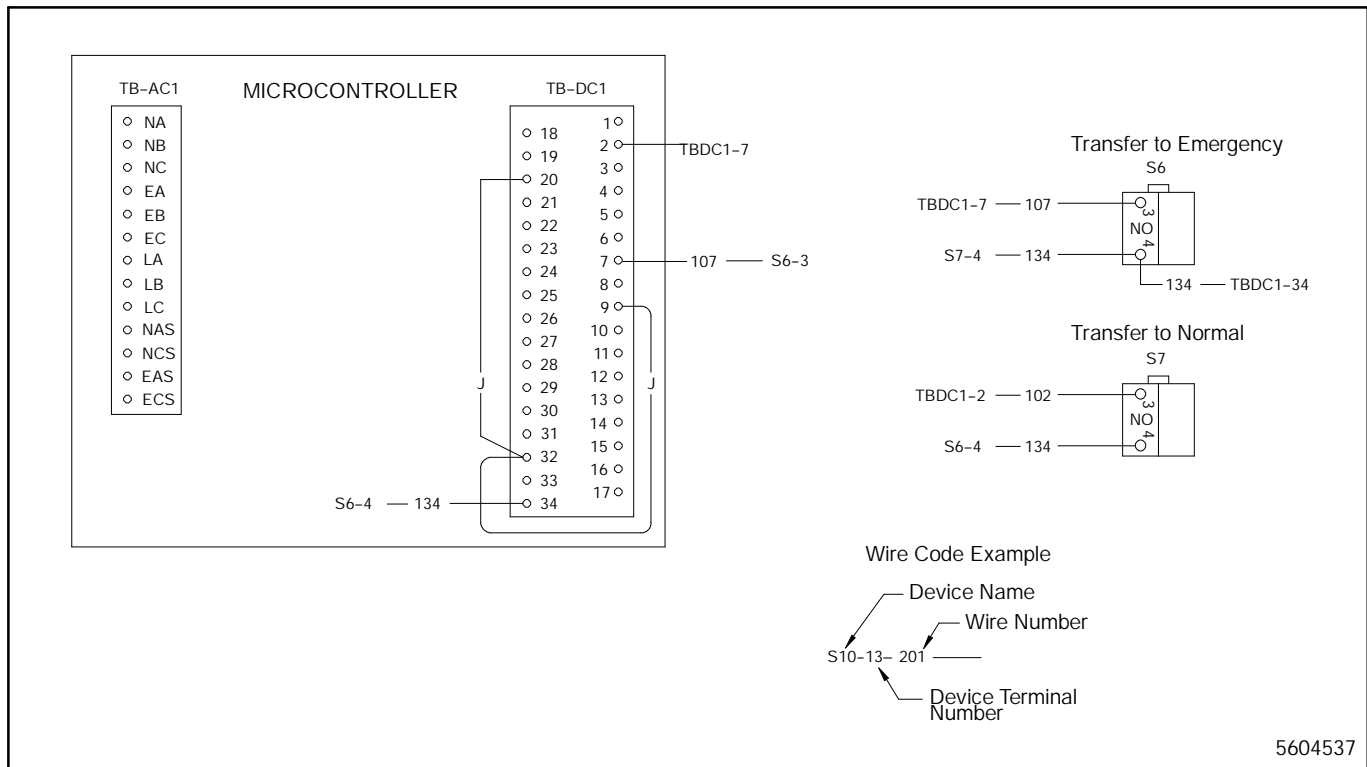 MICROCONTROLLER
TB-AC1
NA
NB
NC
EA
EB
EC
LA
LB
LC
NAS
NCS
EAS
ECS
TB-DC1
18
19
20
21
22
23
24
25
26
27
28
29
30
31
32
33
34
1
2
3
4
5
6
7
8
9
10
11
12
13
14
15
16
17
J
J
TBDC1-7
107 S6-3
S6-4 134
Transfer to Emergency
S6
TBDC1-7 107
3
NO
4
S7-4 134
134 TBDC1-34
Transfer to Normal
S7
TBDC1-2 102
3
NO
4
S6-4 134
Wire Code Example
Device Name
Wire Number
S10-13- 201
Device Terminal
Number
5604537